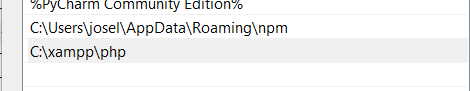 %PyCharm Community Edition%
C:\Users\josel\AppData\Roaming\npm
C:\xampp\php